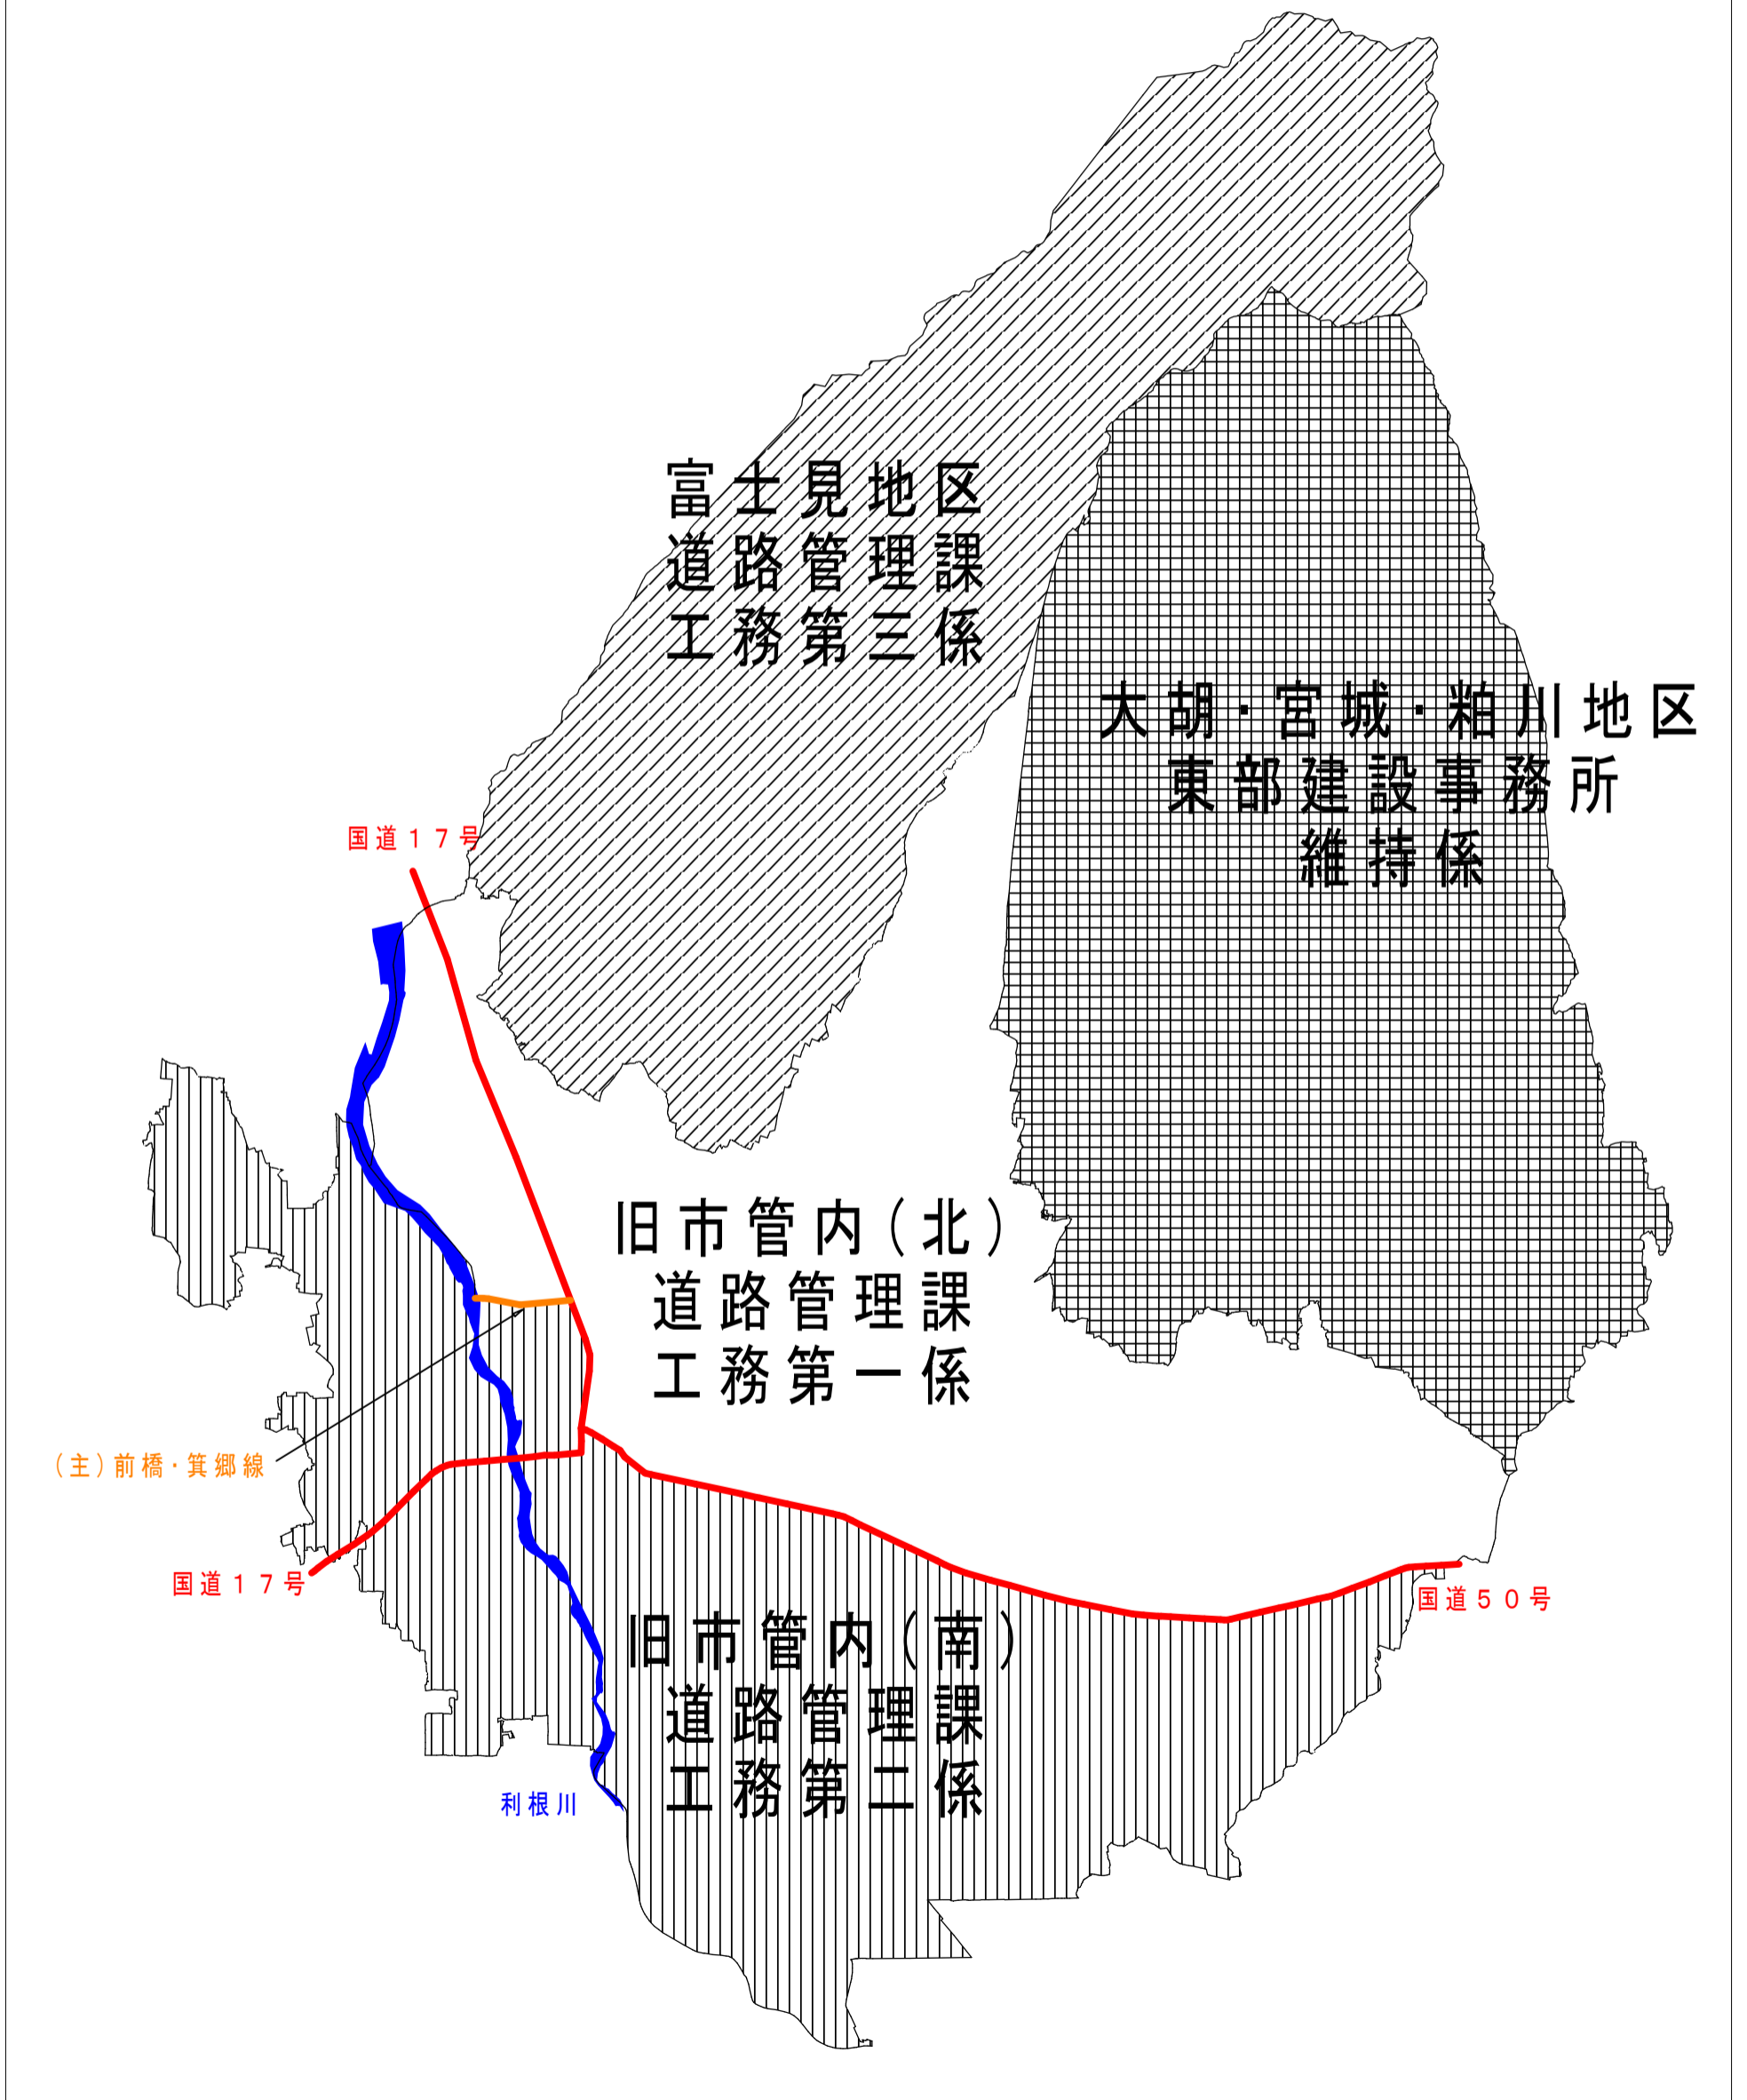 富士見地区
道路管理課
工務第三係
大胡・宮城・粕川地区
東部建設事務所
維持係
国道１７号
旧市管内（北）
道路管理課
工務第一係
（主）前橋・箕郷線
国道１７号
国道５０号
旧市管内（南）
道路管理課
工務第二係
利根川